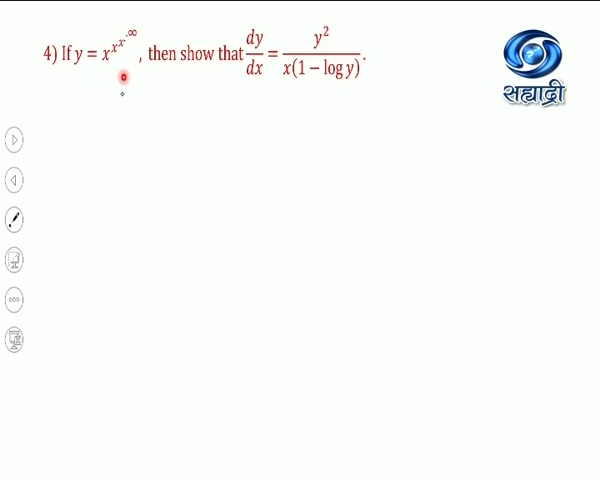 4) If y = x^{x^{x^{.^{∞}}}}, then show that dy/dx = y²/(x(1 − log y)).
सह्याद्री